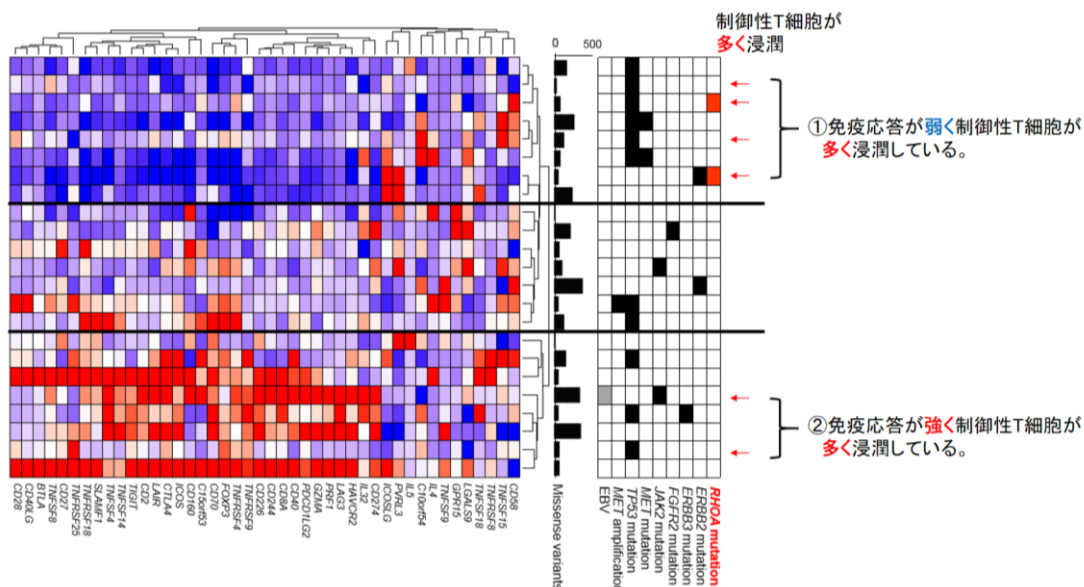 制御性T細胞が
多く浸潤
0
500
①免疫応答が弱く制御性T細胞が
多く浸潤している。
②免疫応答が強く制御性T細胞が
多く浸潤している。
CD28
CD40LG
BTLA
TNFSF8
CD27
TNFRSF25
TNFRSF18
SLAMF1
TNFSF4
TNFSF14
TIGIT
CD2
LAIR
CTLA4
ICOS
CD160
C15orf53
CD70
FOXP3
TNFRSF4
TNFRSF9
CD226
CD244
CD8A
CD40
PDCD1LG2
GZMA
PRF1
LAG3
HAVCR2
IL32
CD274
ICOSLG
PVRL3
IL5
C10orf54
IL4
TNFSF9
GPR15
LGALS9
TNFSF18
TNFRSF8
TNFSF15
CD68
Missense variants
EBV
MET amplification
TP53 mutation
MET mutation
JAK2 mutation
FGFR2 mutation
ERBB3 mutation
ERBB2 mutation
RHOA mutation